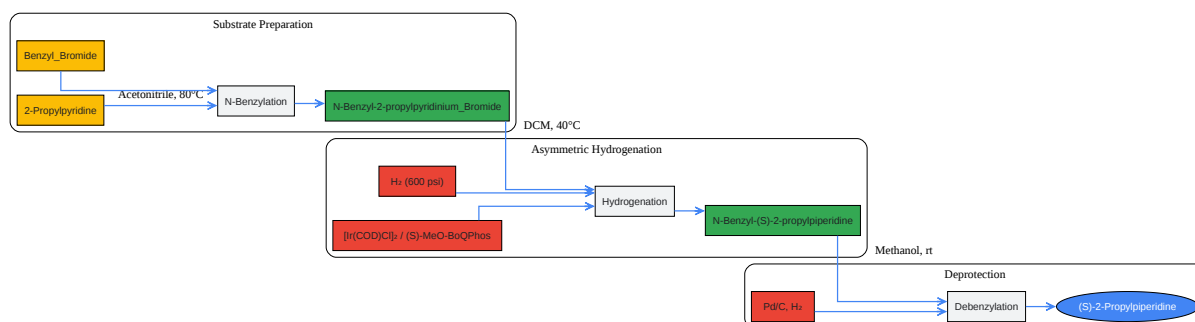 Substrate Preparation
Benzyl_Bromide
Acetonitrile, 80°C
N-Benzylation
2-Propylpyridine
N-Benzyl-2-propylpyridinium_Bromide
DCM, 40°C
Asymmetric Hydrogenation
H₂ (600 psi)
Hydrogenation
[Ir(COD)Cl]₂ / (S)-MeO-BoQPhos
N-Benzyl-(S)-2-propylpiperidine
Methanol, rt
Deprotection
Pd/C, H₂
Debenzylation
(S)-2-Propylpiperidine